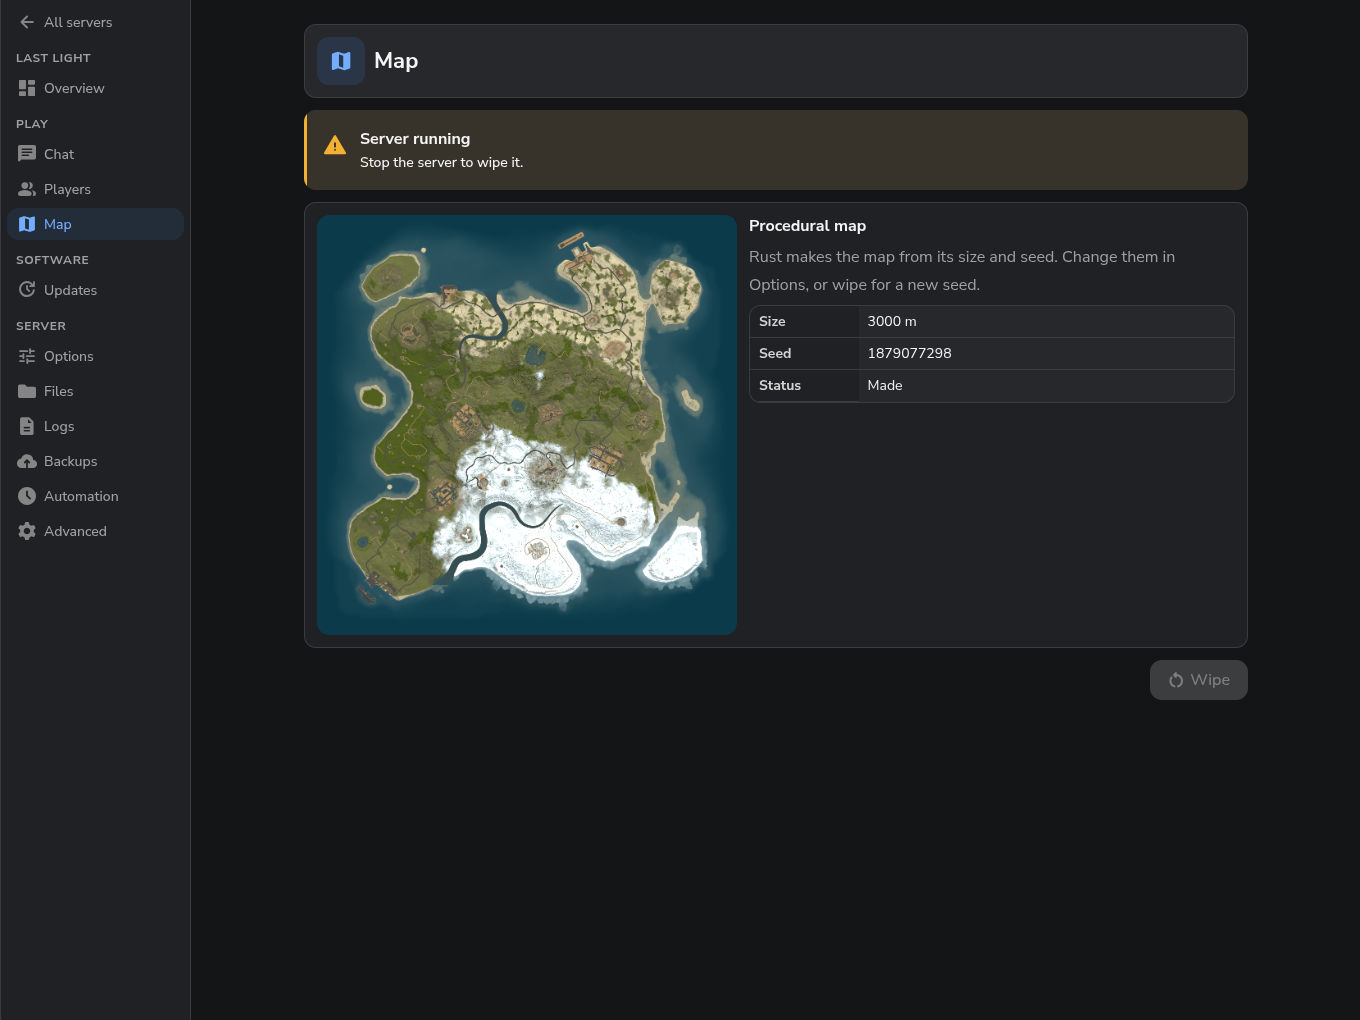 All servers
LAST LIGHT
Overview
PLAY
Chat
Players
Map
SOFTWARE
Updates
SERVER
Options
Files
Logs
Backups
Automation
Advanced
Map
Server running
Stop the server to wipe it.
Procedural map
Rust makes the map from its size and seed. Change them in
Options, or wipe for a new seed.
Size 3000 m
Seed 1879077298
Status Made
Wipe